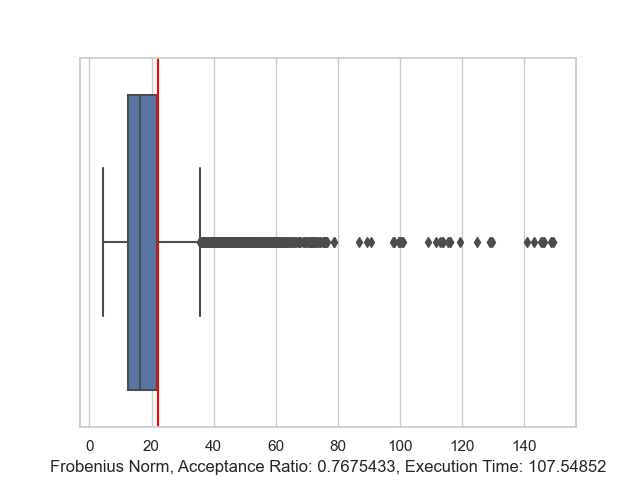 0 20 40 60 80 100 120 140
Frobenius Norm, Acceptance Ratio: 0.7675433, Execution Time: 107.54852